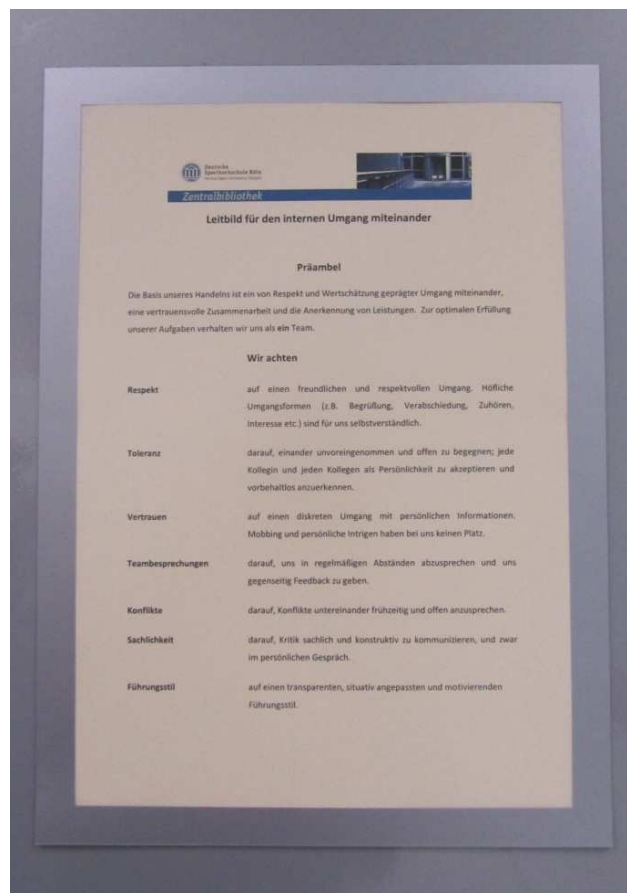 Deutsche
Sporthochschule Köln
Zentralbibliothek
Leitbild für den internen Umgang miteinander
Präambel
Die Basis unseres Handelns ist ein von Respekt und Wertschätzung geprägter Umgang miteinander,
eine vertrauensvolle Zusammenarbeit und die Anerkennung von Leistungen. Zur optimalen Erfüllung
unserer Aufgaben verhalten wir uns als ein Team.
Wir achten
Respekt auf einen freundlichen und respektvollen Umgang. Höfliche
Umgangsformen (z.B. Begrüßung, Verabschiedung, Zuhören,
Interesse etc.) sind für uns selbstverständlich.
Toleranz darauf, einander unvoreingenommen und offen zu begegnen; jede
Kollegin und jeden Kollegen als Persönlichkeit zu akzeptieren und
vorbehaltlos anzuerkennen.
Vertrauen auf einen diskreten Umgang mit persönlichen Informationen.
Mobbing und persönliche Intrigen haben bei uns keinen Platz.
Teambesprechungen darauf, uns in regelmäßigen Abständen abzusprechen und uns
gegenseitig Feedback zu geben.
Konflikte darauf, Konflikte untereinander frühzeitig und offen anzusprechen.
Sachlichkeit darauf, Kritik sachlich und konstruktiv zu kommunizieren, und zwar
im persönlichen Gespräch.
Führungsstil auf einen transparenten, situativ angepassten und motivierenden
Führungsstil.